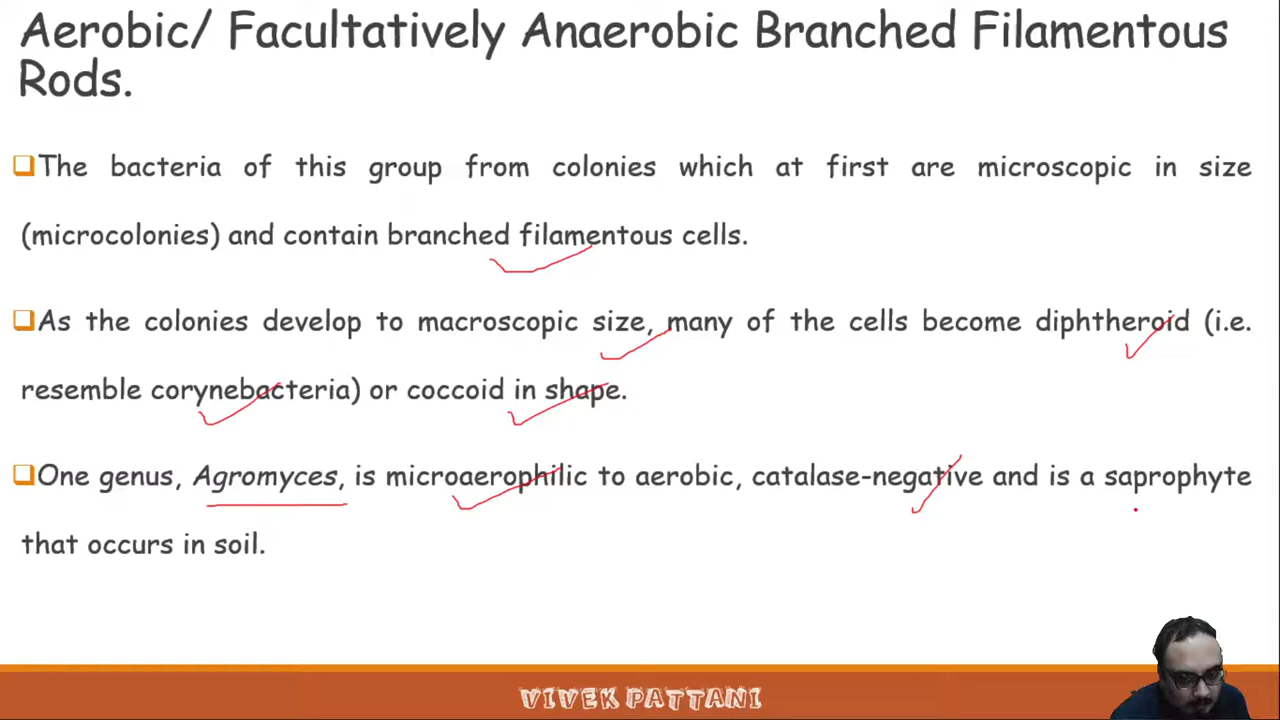 Aerobic/ Facultatively Anaerobic Branched Filamentous
Rods.
The bacteria of this group from colonies which at first are microscopic in size
(microcolonies) and contain branched filamentous cells.
As the colonies develop to macroscopic size, many of the cells become diphtheroid (i.e.
resemble corynebacteria) or coccoid in shape.
One genus, Agromyces, is microaerophilic to aerobic, catalase-negative and is a saprophyte
that occurs in soil.
VIVEK PATTANI